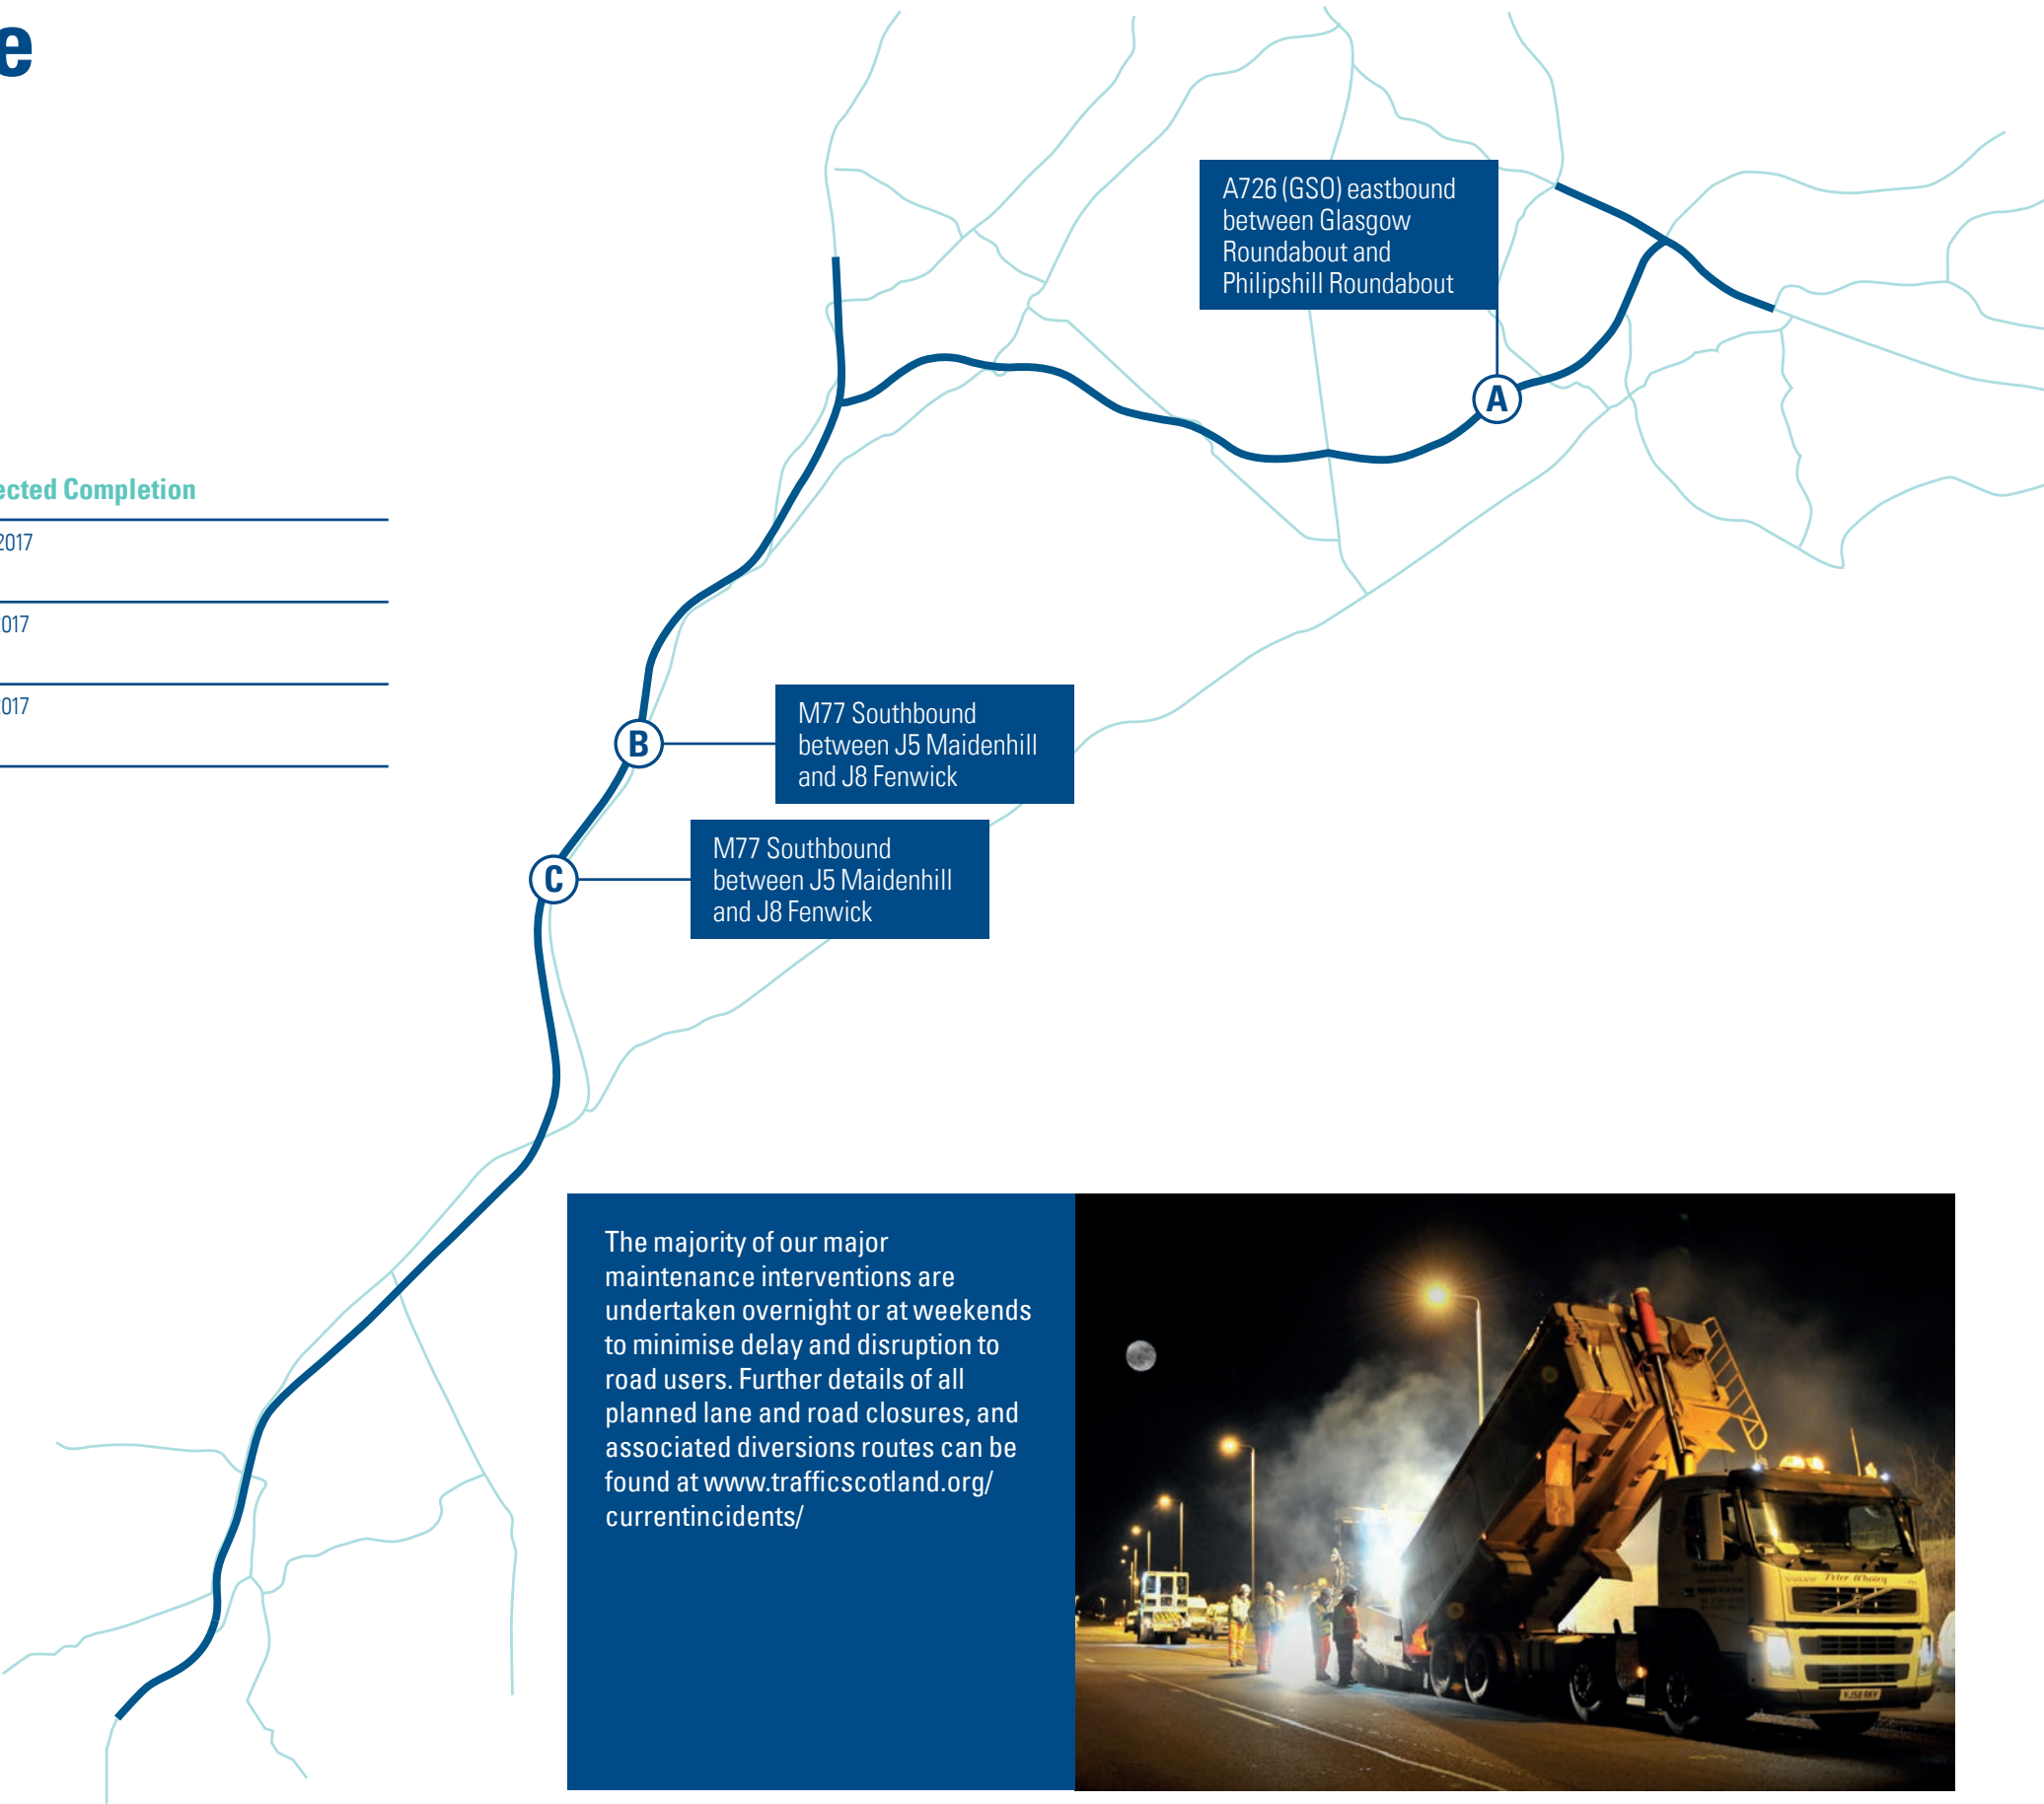 e
ected Completion
2017
2017
2017
A726 (GSO) eastbound
between Glasgow
Roundabout and
Philipshill Roundabout
A
B
M77 Southbound
between J5 Maidenhill
and J8 Fenwick
C
M77 Southbound
between J5 Maidenhill
and J8 Fenwick
The majority of our major
maintenance interventions are
undertaken overnight or at weekends
to minimise delay and disruption to
road users. Further details of all
planned lane and road closures, and
associated diversions routes can be
found at www.trafficscotland.org/
currentincidents/
VOLVO